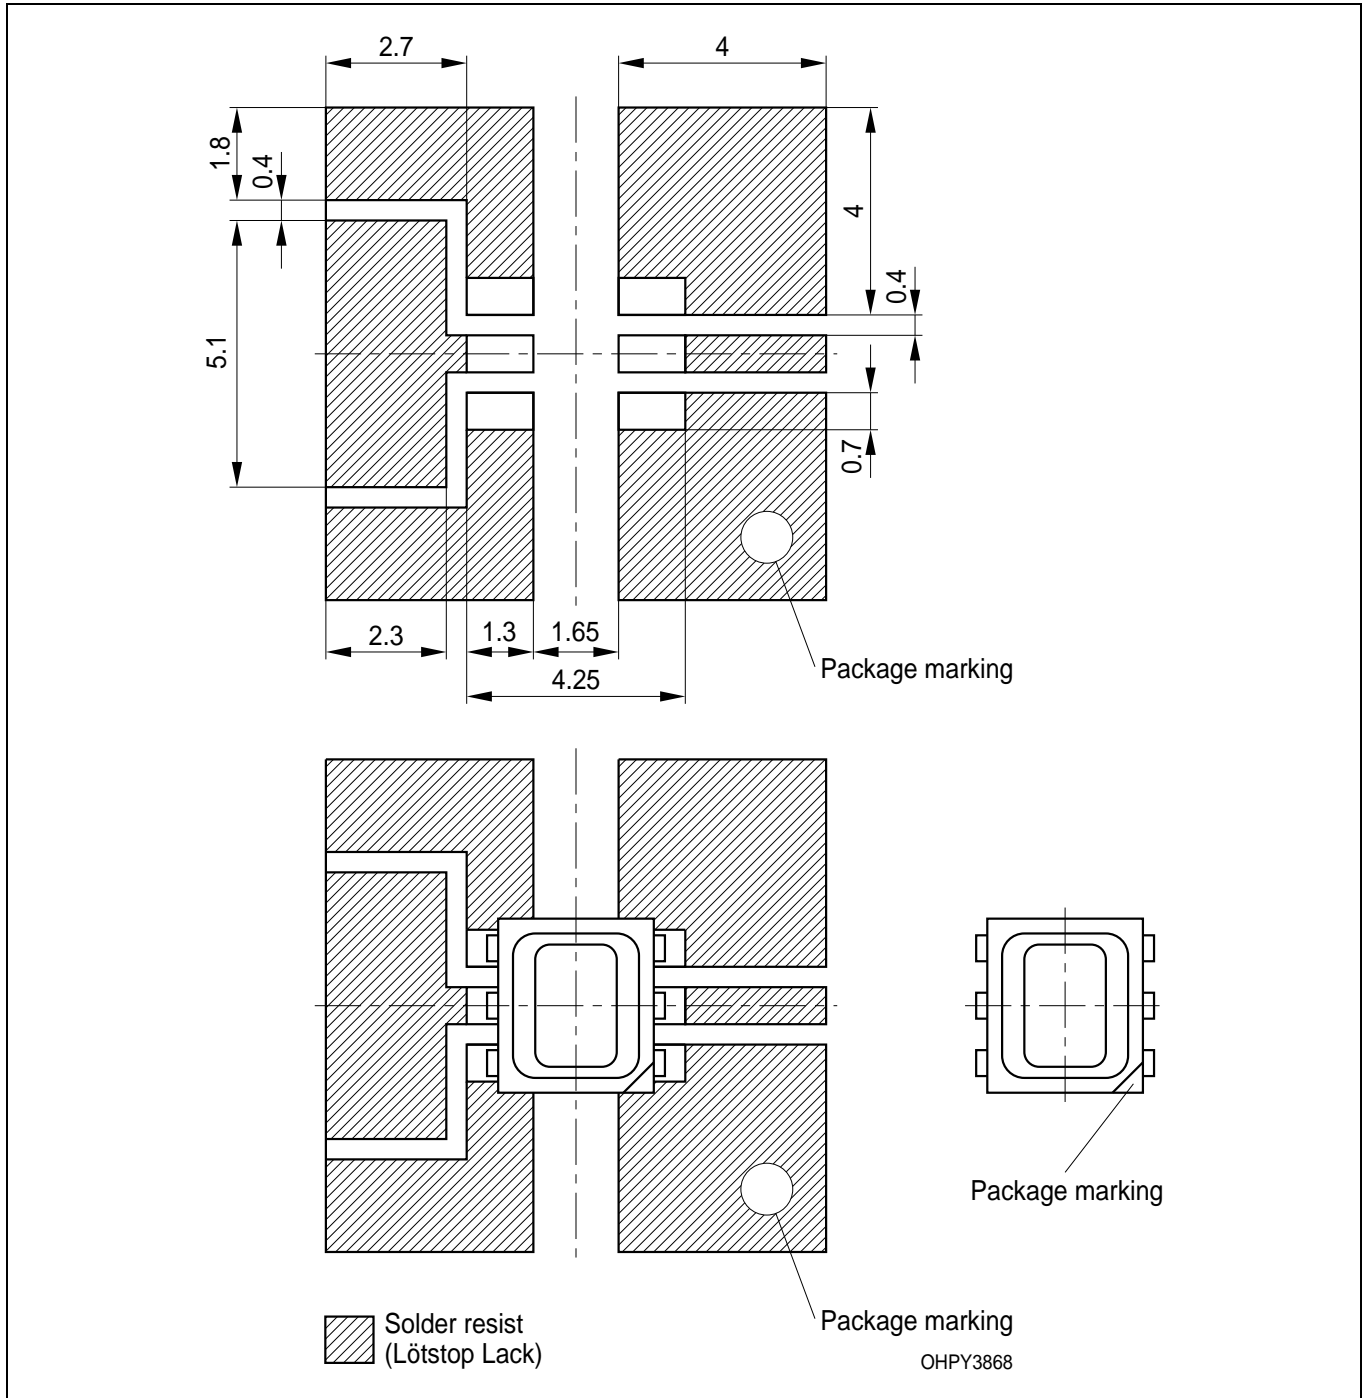 2.7
4
1.8
0.4
4
0.4
5.1
0.7
2.3
1.3
1.65
4.25
Package marking
Package marking
Package marking
Solder resist
(Lötstop Lack)
OHPY3868